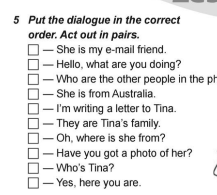 5 Put the dialogue in the correct
order. Act out in pairs.
— She is my e-mail friend.
— Hello, what are you doing?
— Who are the other people in the ph
— She is from Australia.
— I'm writing a letter to Tina.
— They are Tina's family.
— Oh, where is she from?
— Have you got a photo of her?
— Who's Tina?
— Yes, here you are.